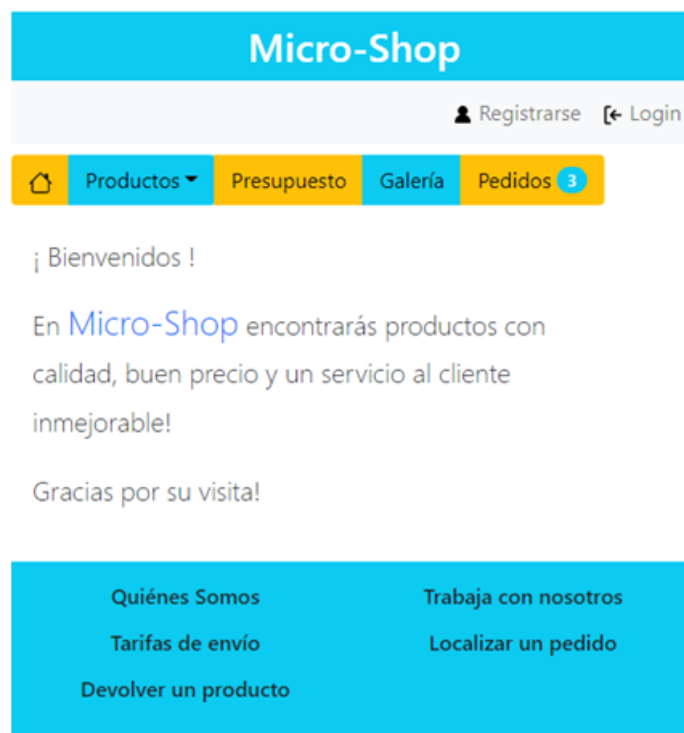 Micro-Shop
Registrarse Login
Productos Presupuesto Galería Pedidos 3
¡ Bienvenidos !
En Micro-Shop encontrarás productos con
calidad, buen precio y un servicio al cliente
inmejorable!
Gracias por su visita!
Quiénes Somos Trabaja con nosotros
Tarifas de envío Localizar un pedido
Devolver un producto